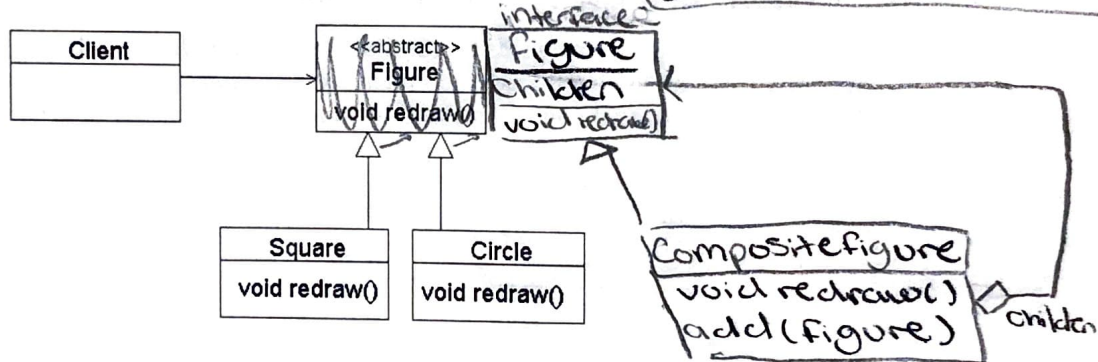 Client
<<abstract>>
Figure
void redraw()
interface
figure
Children
void redraw()
Square
void redraw()
Circle
void redraw()
Compositefigure
void redraw()
add(figure)
children